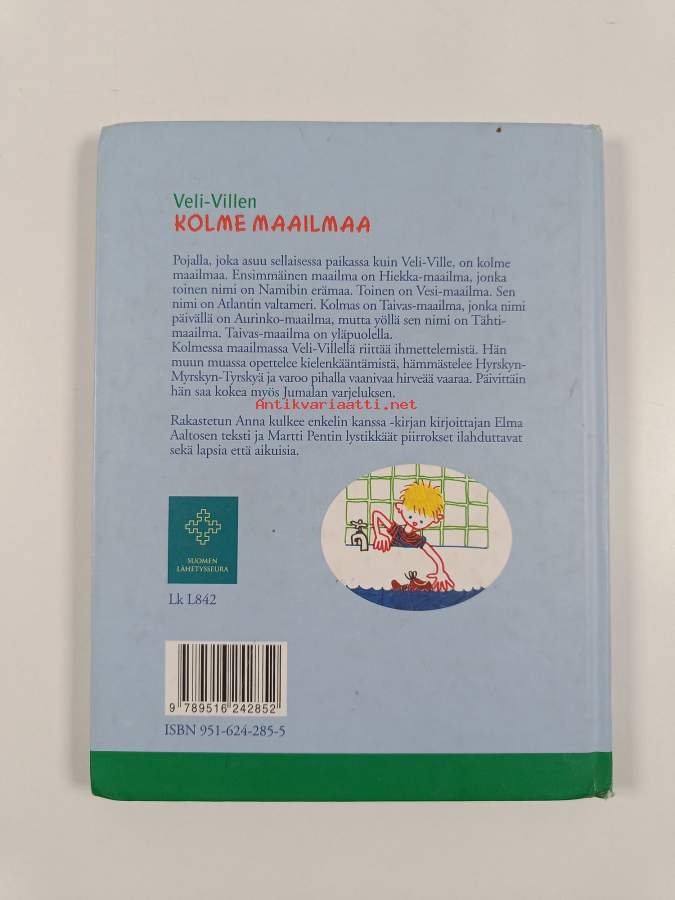 Veli-Villen
KOLME MAAILMAA
Pojalla, joka asuu sellaisessa paikassa kuin Veli-Ville, on kolme
maailmaa. Ensimmäinen maailma on Hiekka-maailma, jonka
toinen nimi on Namibin erämaa. Toinen on Vesi-maailma. Sen
nimi on Atlantin valtameri. Kolmas on Taivas-maailma, jonka nimi
päivällä on Aurinko-maailma, mutta yöllä sen nimi on Tähti-
maailma. Taivas-maailma on yläpuolella.
Kolmessa maailmassa Veli-Villellä riittää ihmettelemistä. Hän
muun muassa opettelee kielenkääntämistä, hämmästelee Hyrskyn-
Myrskyn-Tyrskyä ja varoo pihalla vaanivaa hirveää vaaraa. Päivittäin
hän saa kokea myös Jumalan varjeluksen.
Antikvariaatti.net
Rakastetun Anna kulkee enkelin kanssa -kirjan kirjoittajan Elma
Aaltosen teksti ja Martti Pentin lystikkäät piirrokset ilahduttavat
sekä lapsia että aikuisia.
SUOMEN
LÄHETYSSEURA
Lk L842
9 789516 242852
ISBN 951-624-285-5